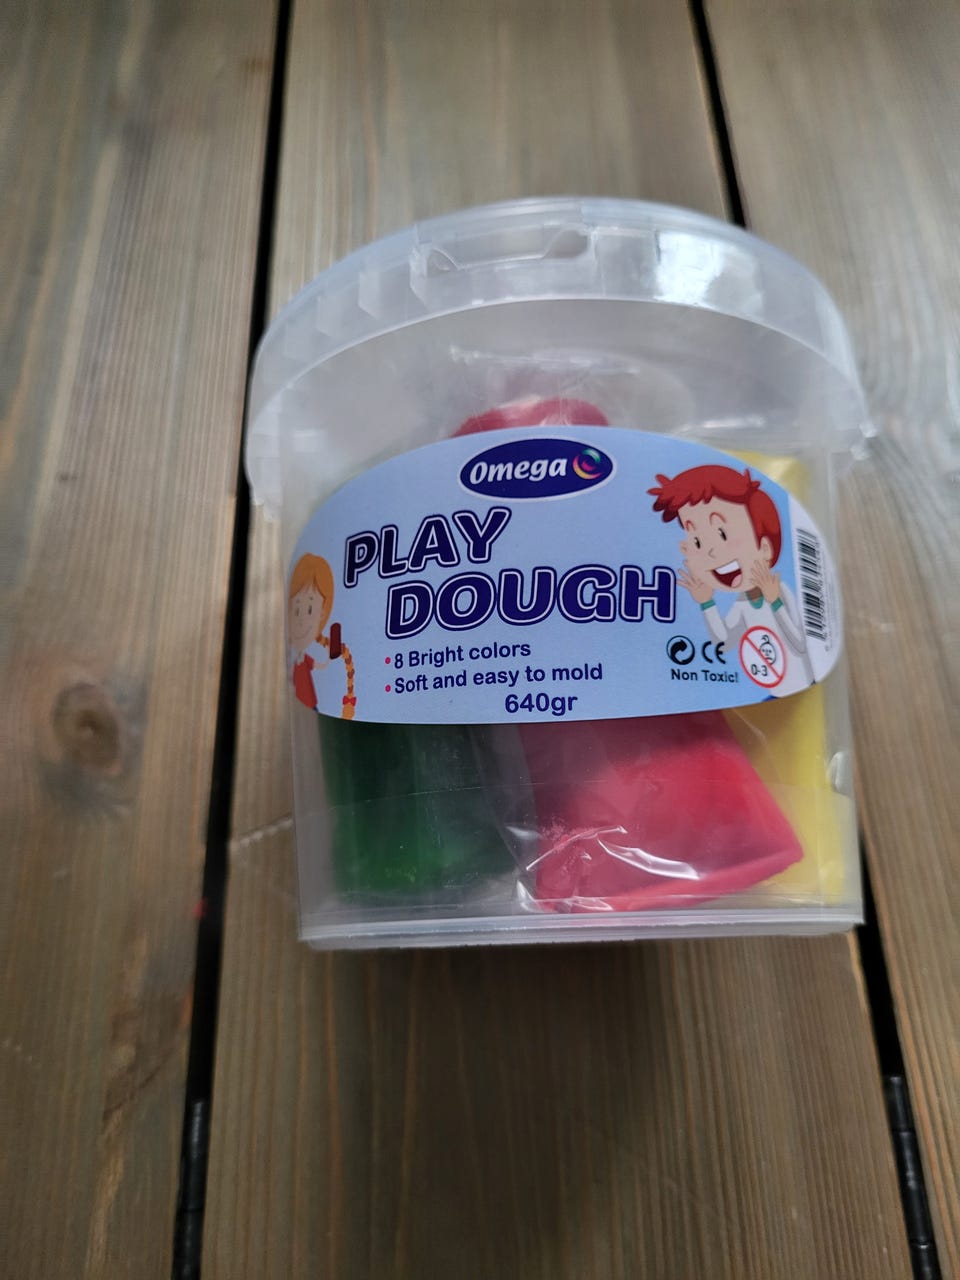 Omega
PLAY
DOUGH
• 8 Bright colors
• Soft and easy to mold
640gr
CE
Non Toxic!
0-3